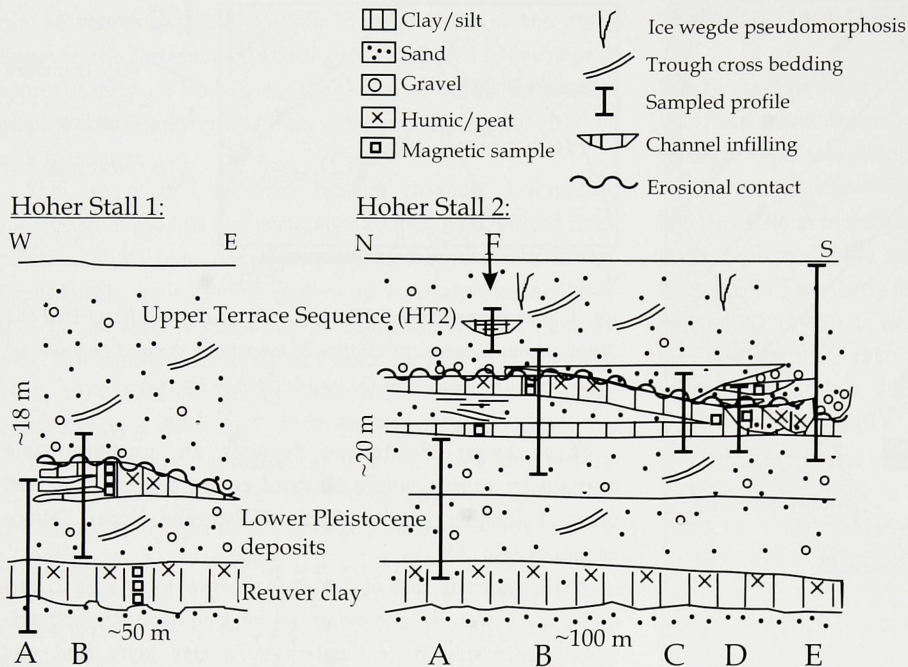 Clay/silt
Sand
Gravel
Humic/peat
Magnetic sample
Ice wegde pseudomorphosis
Trough cross bedding
Sampled profile
Channel infilling
Erosional contact
Hoher Stall 1:
W
E
~18 m
Upper Terrace Sequence (HT2)
Lower Pleistocene
deposits
Reuver clay
~50 m
A
B
Hoher Stall 2:
N
F
S
~20 m
~100 m
A
B
C
D
E